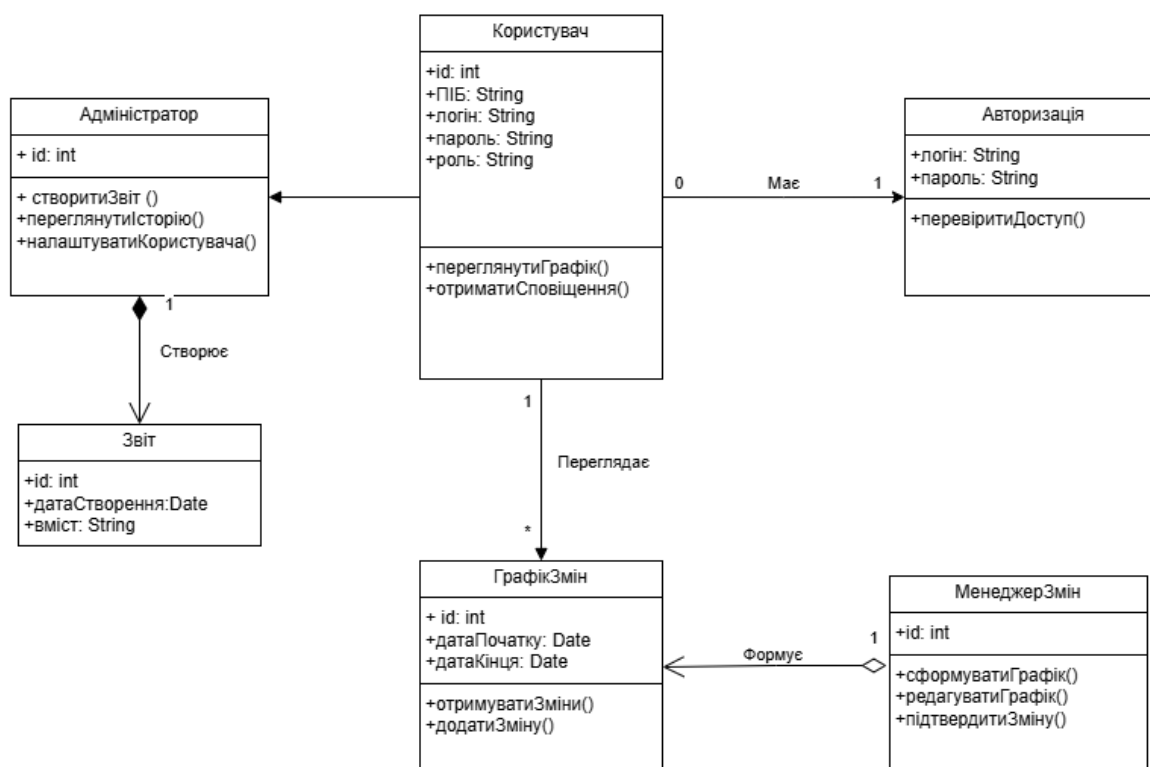 Користувач
+id: int
+ПІБ: String
+логін: String
+пароль: String
+роль: String
+переглянутиГрафік()
+отриматиСповіщення()
Адміністратор
+ id: int
+ створитиЗвіт ()
+переглянутиІсторію()
+налаштуватиКористувача()
Авторизація
+логін: String
+пароль: String
+перевіритиДоступ()
0
Має
1
1
Створює
Звіт
+id: int
+датаСтворення:Date
+вміст: String
1
Переглядає
*
ГрафікЗмін
+ id: int
+датаПочатку: Date
+датаКінця: Date
+отримуватиЗміни()
+додатиЗміну()
Формує
1
МенеджерЗмін
+id: int
+сформуватиГрафік()
+редагуватиГрафік()
+підтвердитиЗміну()